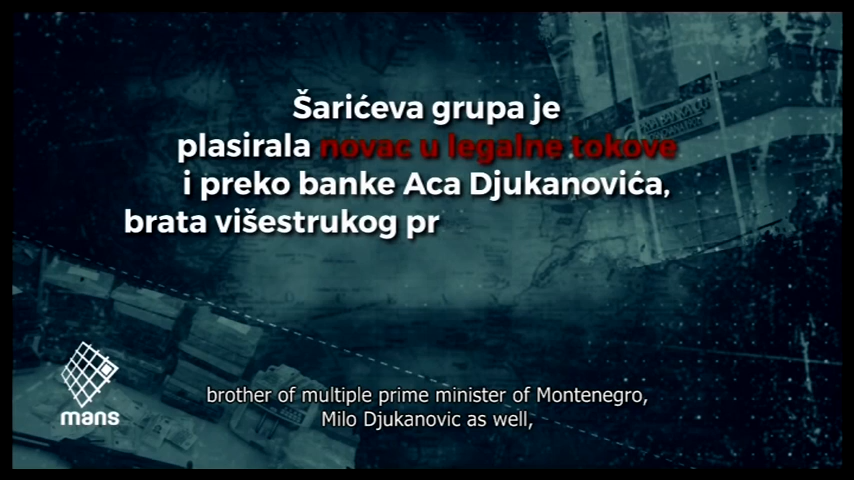 Šarićeva grupa je
plasirala novac u legalne tokove
i preko banke Aca Djukanovića,
brata višestrukog pr
mans
brother of multiple prime minister of Montenegro,
Milo Djukanovic as well,